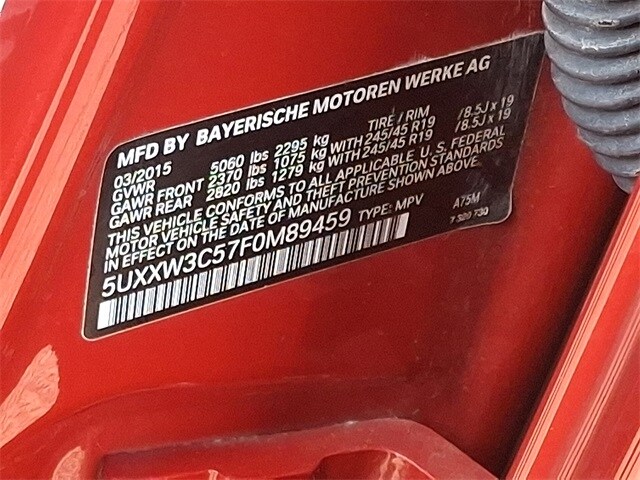 MFD BY BAYERISCHE MOTOREN WERKE AG
03/2015 TIRE / RIM
GVWR 5060 lbs 2295 kg
GAWR FRONT 2370 lbs 1075 kg WITH 245/45 R19 / 8.5J x 19
GAWR REAR 2820 lbs 1279 kg WITH 245/45 R19 / 8.5J x 19
THIS VEHICLE CONFORMS TO ALL APPLICABLE U.S. FEDERAL
MOTOR VEHICLE SAFETY AND THEFT PREVENTION STANDARDS
IN EFFECT ON THE DATE OF MANUFACTURE SHOWN ABOVE.
5UXXW3C57F0M89459 TYPE: MPV A75M
7 389 730